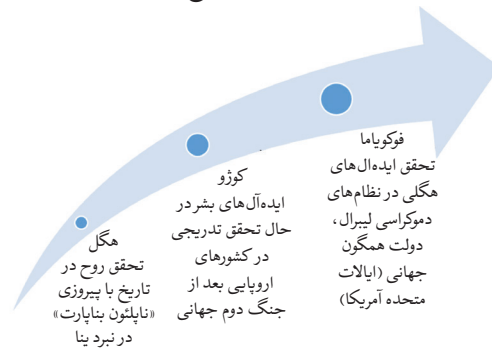 هگل
تحقق روح در
تاریخ با پیروزی
«ناپلئون بناپارت»
در نبرد ینا
کوژو
ایده‌آل‌های بشر در
حال تحقق تدریجی
در کشورهای
اروپایی بعد از
جنگ دوم جهانی
فوکویاما
تحقق ایده‌ال‌های
هگلی در نظام‌های
دموکراسی لیبرال،
دولت همگون
جهانی (ایالات
متحده آمریکا)